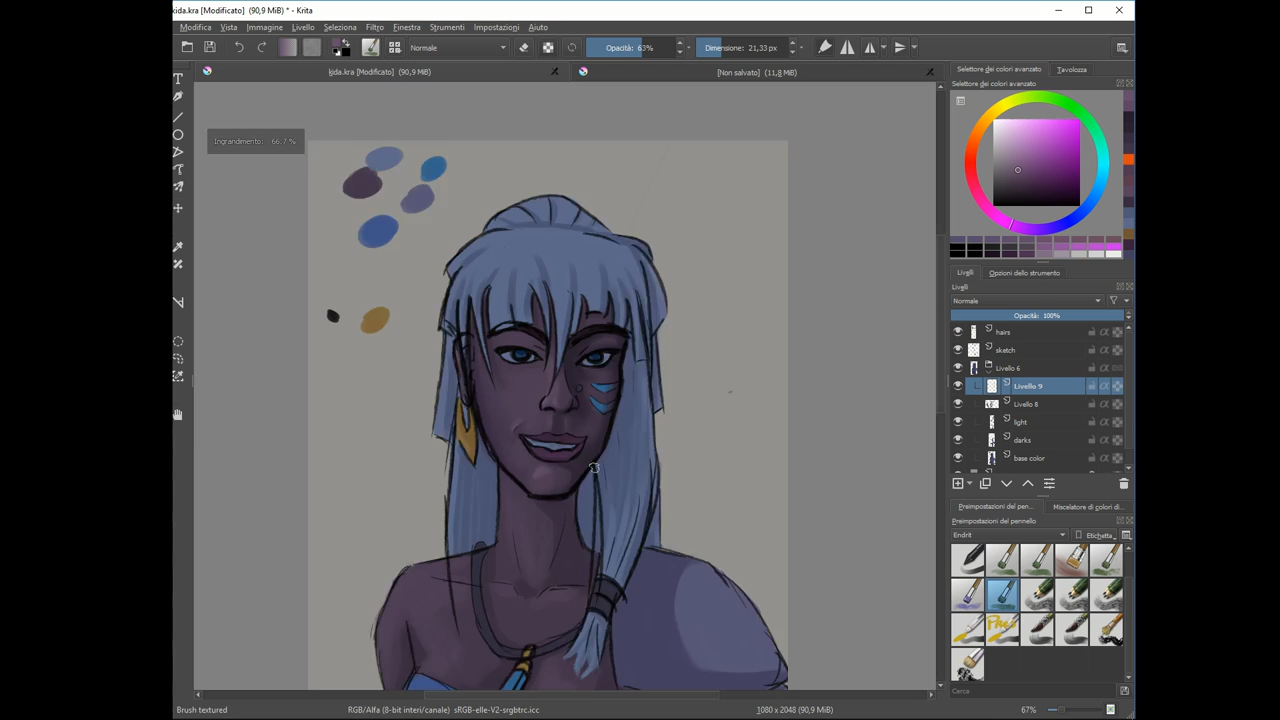 kida.kra [Modificato] (90,9 MiB) * - Krita
Modifica Vista Immagine Livello Seleziona Filtro Finestra Strumenti Impostazioni Aiuto
Normale Opacità: 63% Dimensione: 21,33 px
kida.kra [Modificato] (90,9 MiB) [Non salvato] (11,8 MiB)
Selettore dei colori avanzato Tavolozza
Selettore dei colori avanzato
Ingrandimento: 66.7 %
Livelli Opzioni dello strumento
Livelli
Normale
Opacità: 100%
hairs
sketch
Livello 6
Livello 9
Livello 8
light
darks
base color
Preimpostazioni del pen... Miscelatore di colori di...
Preimpostazioni del pennello
Endrit Etichetta
Cerca
Brush textured RGB/Alfa (8-bit interi/canale) sRGB-elle-V2-srgbtrc.icc 1080 x 2048 (90,9 MiB) 67%